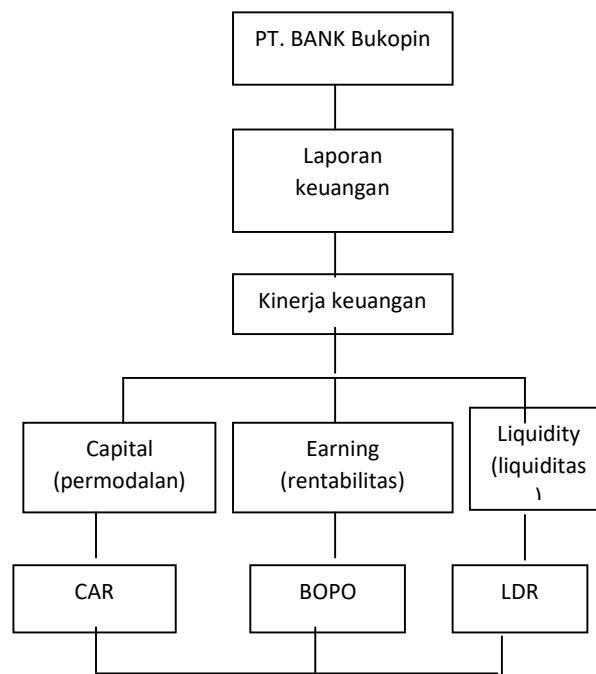 PT. BANK Bukopin
Laporan
keuangan
Kinerja keuangan
Capital
(permodalan)
Earning
(rentabilitas)
Liquidity
(liquiditas
)
CAR
BOPO
LDR